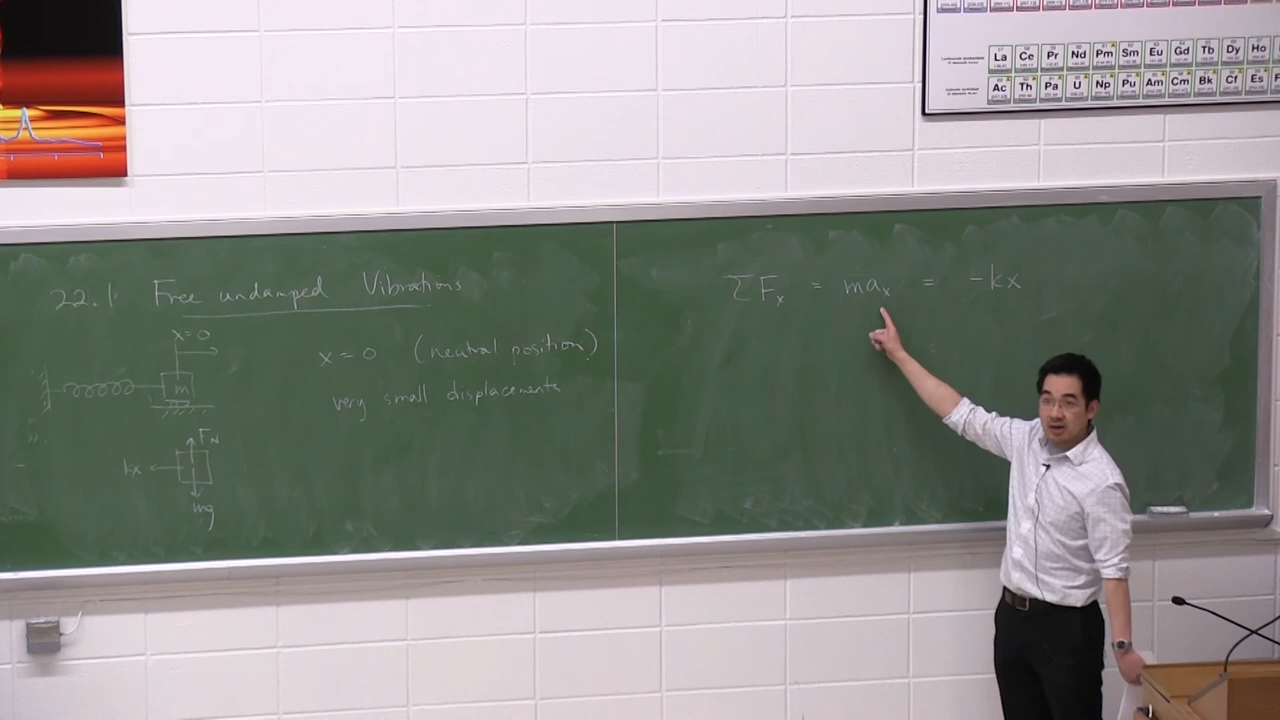 22.1 Free undamped Vibrations
x=0
m
x = 0 (neutral position)
very small displacements
F_N
kx
mg
ΣF_x = ma_x = -kx
La Ce Pr Nd Pm Sm Eu Gd Tb Dy Ho
Ac Th Pa U Np Pu Am Cm Bk Cf Es